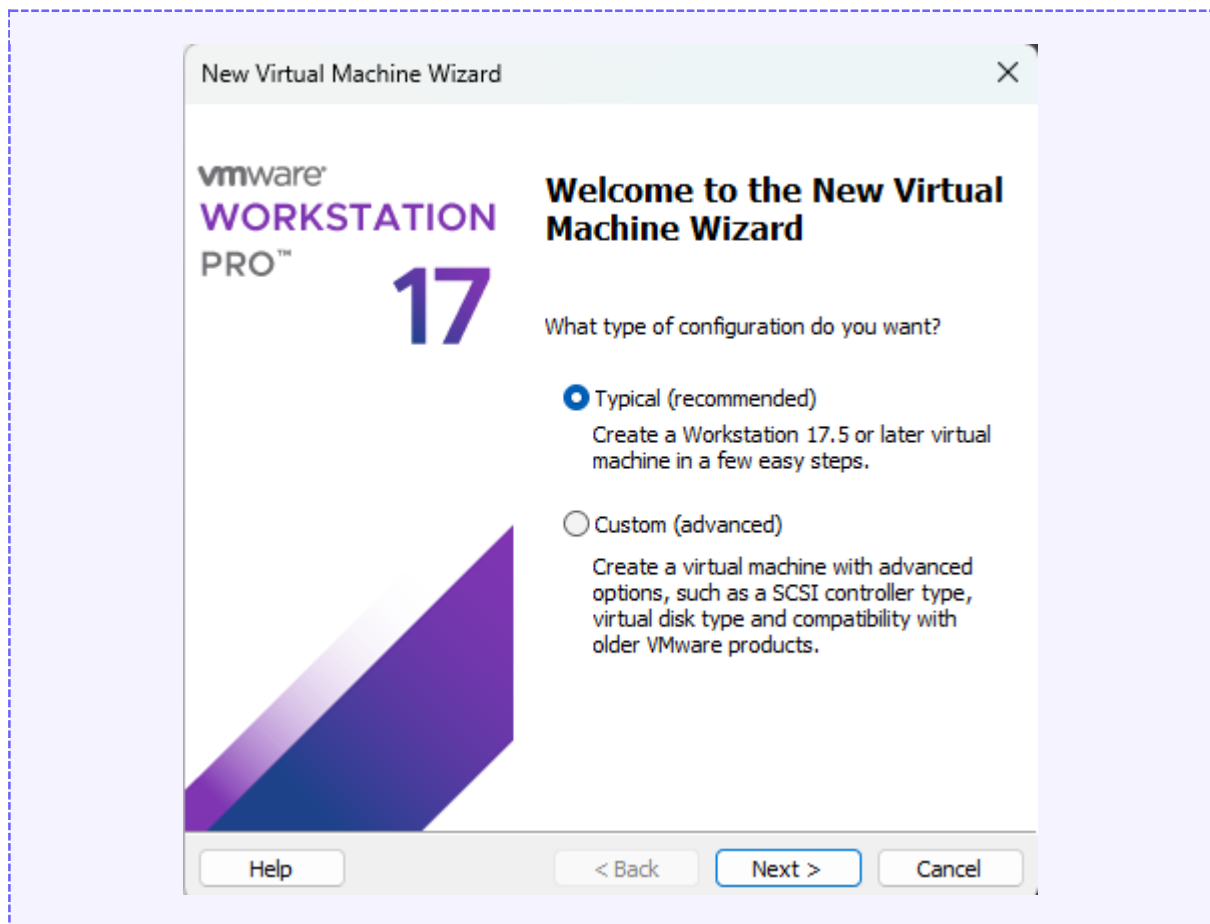 New Virtual Machine Wizard
vmware®
WORKSTATION
PRO™
17
Welcome to the New Virtual
Machine Wizard
What type of configuration do you want?
Typical (recommended)
Create a Workstation 17.5 or later virtual
machine in a few easy steps.
Custom (advanced)
Create a virtual machine with advanced
options, such as a SCSI controller type,
virtual disk type and compatibility with
older VMware products.
Help
< Back
Next >
Cancel